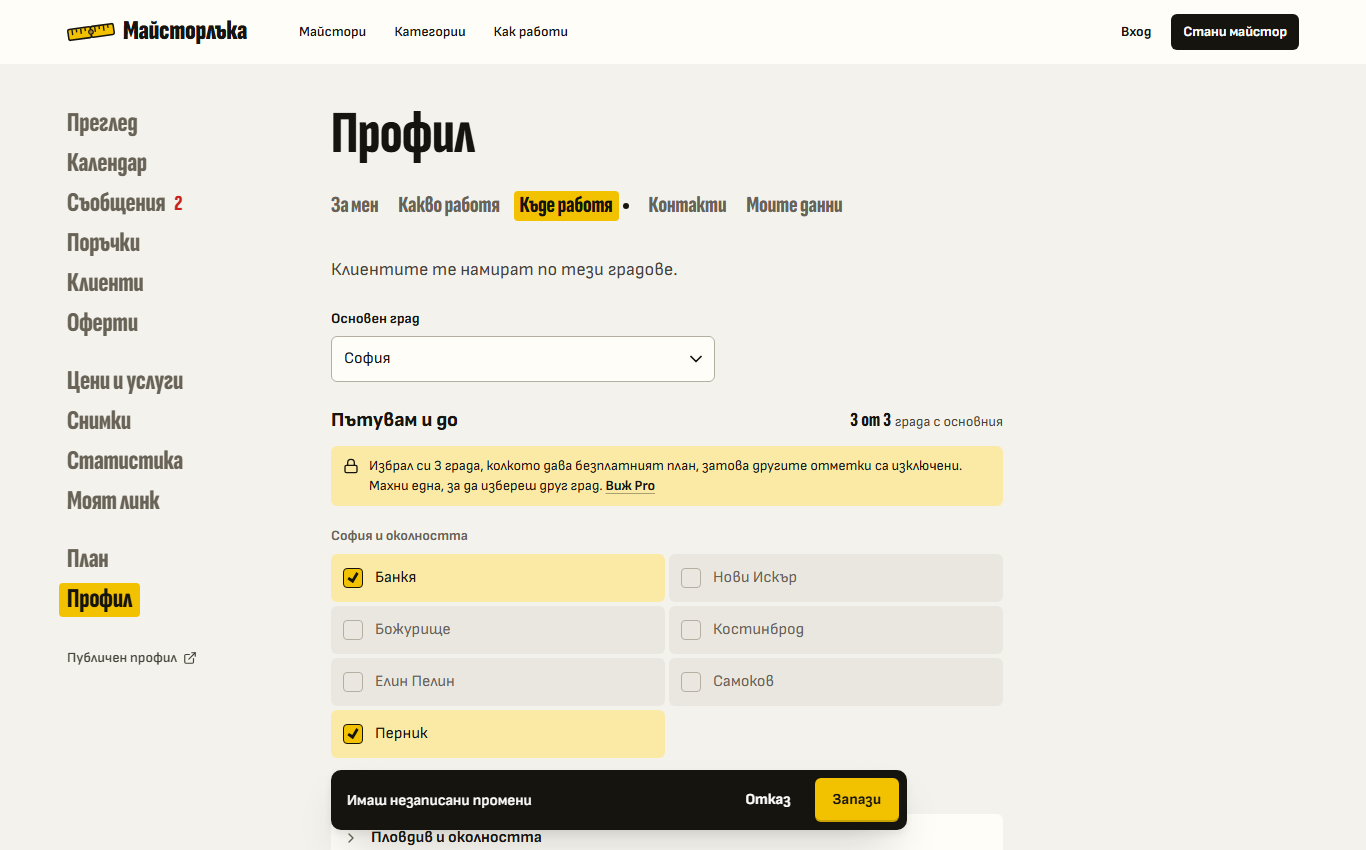 Майсторлъка
Майстори
Категории
Как работи
Вход
Стани майстор
Преглед
Календар
Съобщения 2
Поръчки
Клиенти
Оферти
Цени и услуги
Снимки
Статистика
Моят линк
План
Профил
Публичен профил
Профил
За мен
Какво работя
Къде работя
Контакти
Моите данни
Клиентите те намират по тези градове.
Основен град
София
Пътувам и до
3 от 3 града с основния
Избрал си 3 града, колкото дава безплатният план, затова другите отметки са изключени.
Махни една, за да избереш друг град. Виж Pro
София и околността
Банкя
Нови Искър
Божурище
Костинброд
Елин Пелин
Самоков
Перник
Имаш незаписани промени
Отказ
Запази
Пловдив и околността